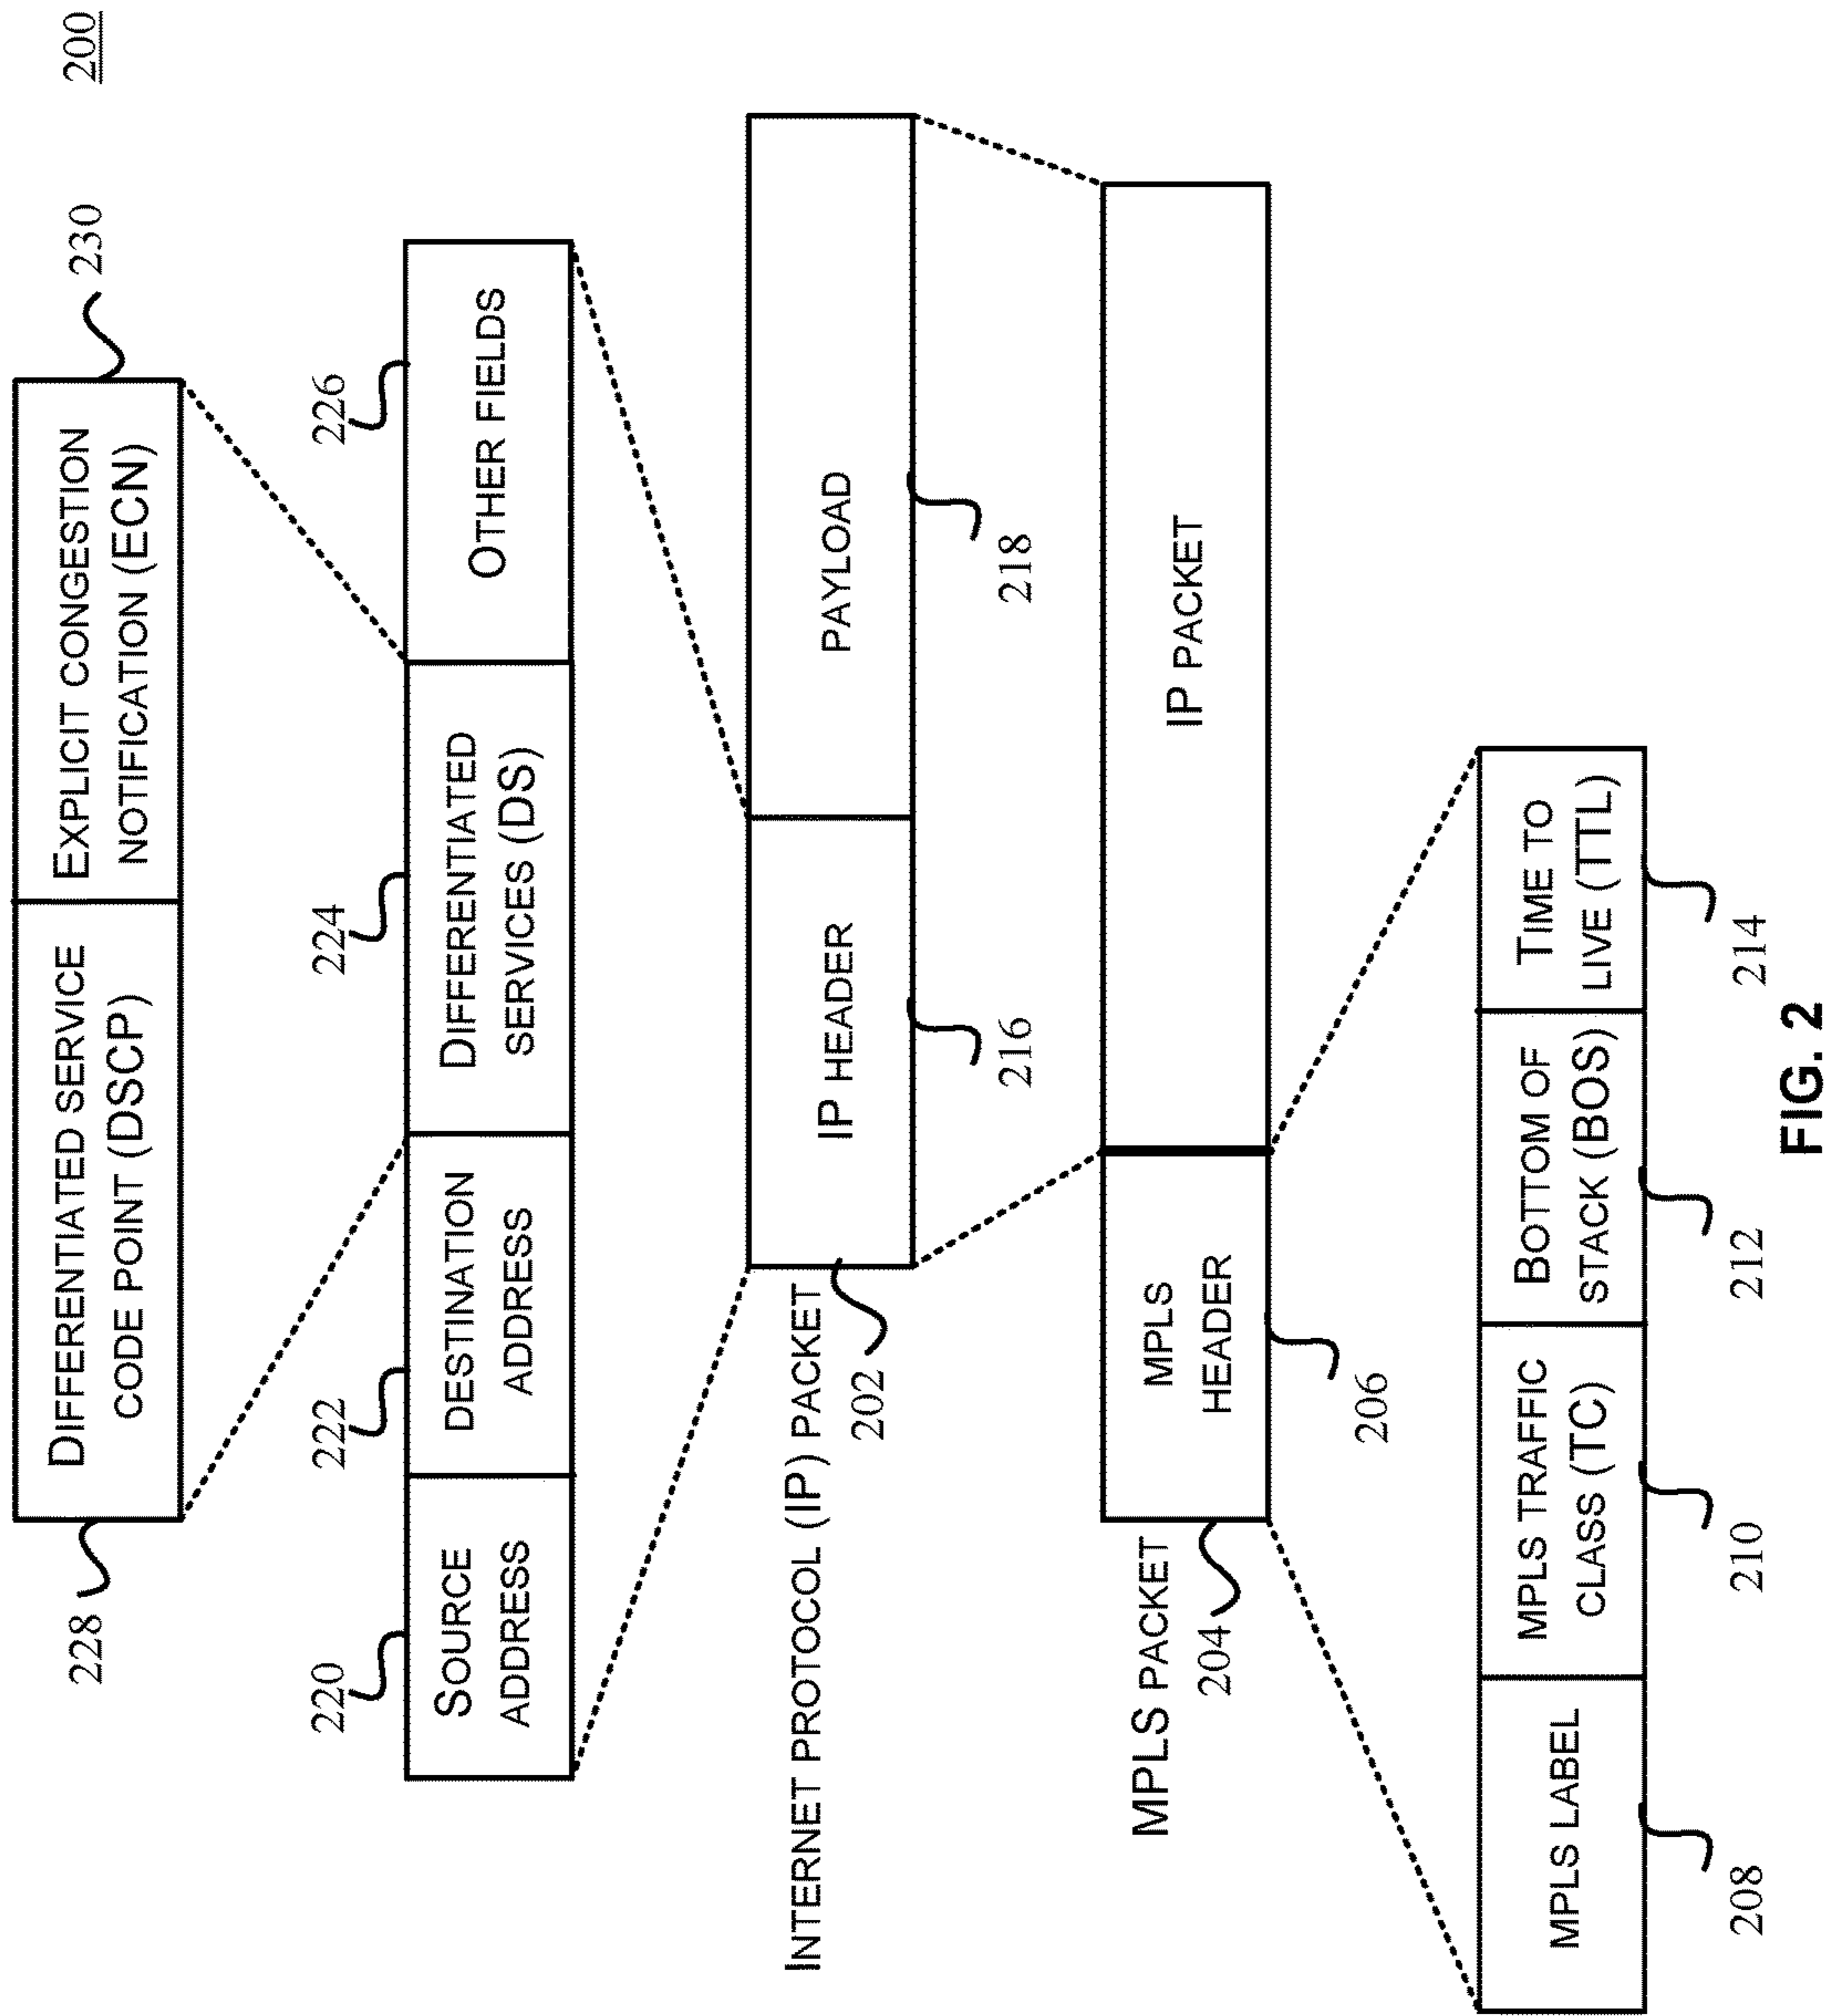 200
228
DIFFERENTIATED SERVICE
CODE POINT (DSCP)
EXPLICIT CONGESTION
NOTIFICATION (ECN)
230
220
222
224
226
SOURCE
ADDRESS
DESTINATION
ADDRESS
DIFFERENTIATED
SERVICES (DS)
OTHER FIELDS
INTERNET PROTOCOL (IP) PACKET
202
IP HEADER
PAYLOAD
216
218
MPLS PACKET
204
MPLS
HEADER
IP PACKET
206
MPLS LABEL
MPLS TRAFFIC
CLASS (TC)
BOTTOM OF
STACK (BOS)
TIME TO
LIVE (TTL)
208
210
212
214
FIG. 2